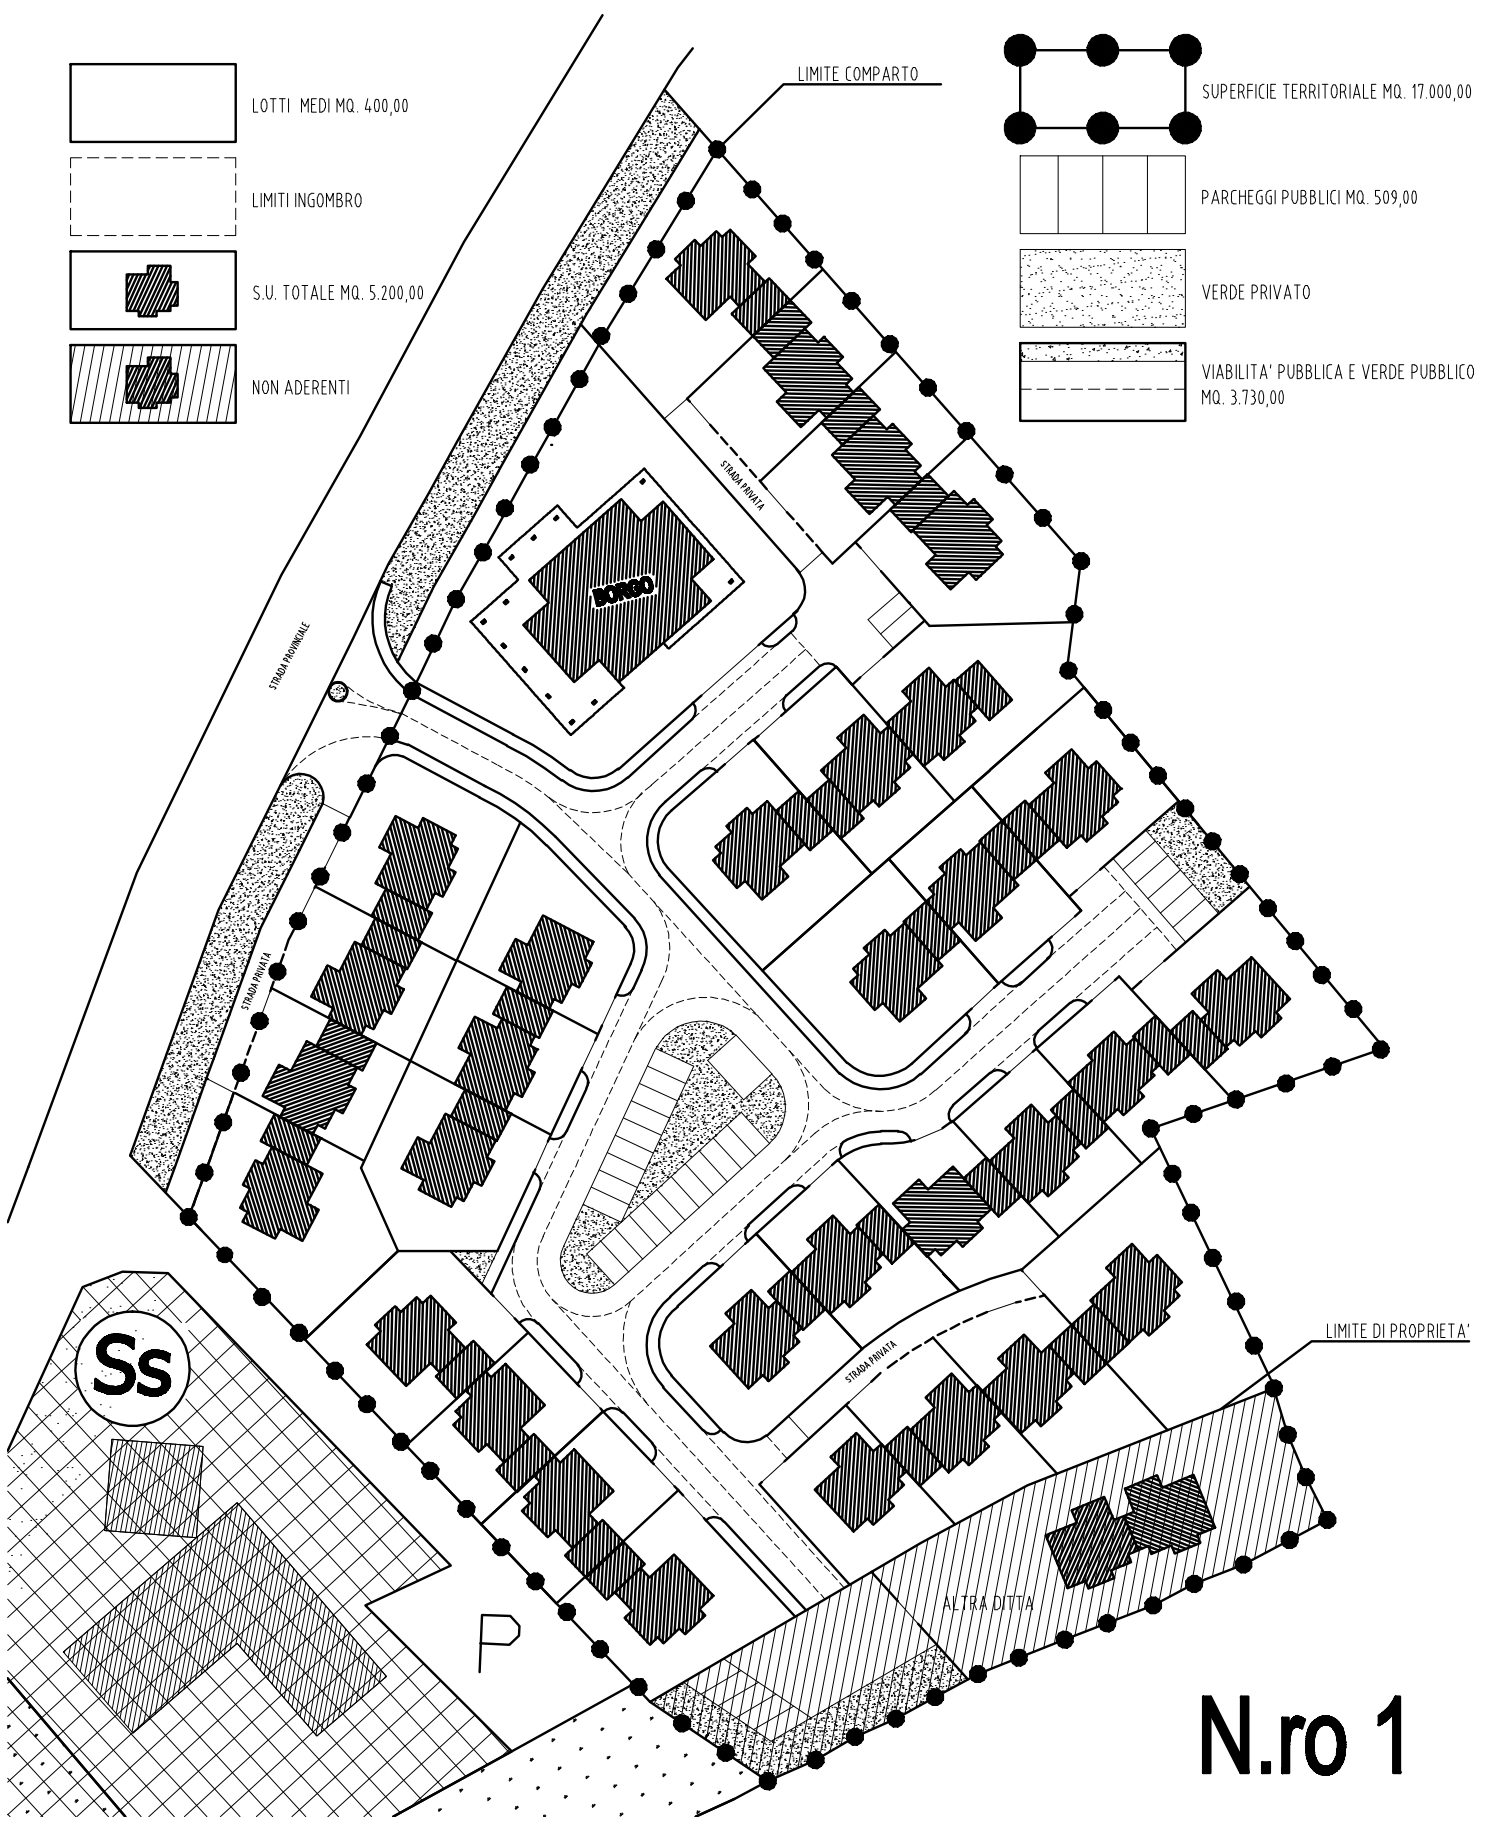 LIMITE COMPARTO
SUPERFICIE TERRITORIALE MQ. 17.000,00
LOTTI MEDI MQ. 400,00
LIMITI INGOMBRO
PARCHEGGI PUBBLICI MQ. 509,00
S.U. TOTALE MQ. 5.200,00
VERDE PRIVATO
NON ADERENTI
VIABILITA' PUBBLICA E VERDE PUBBLICO
MQ. 3.730,00
STRADA PRIVATA
BORGO
STRADA PROVINCIALE
STRADA PRIVATA
LIMITE DI PROPRIETA'
STRADA PRIVATA
Ss
ALTRA DITTA
P
N.ro 1